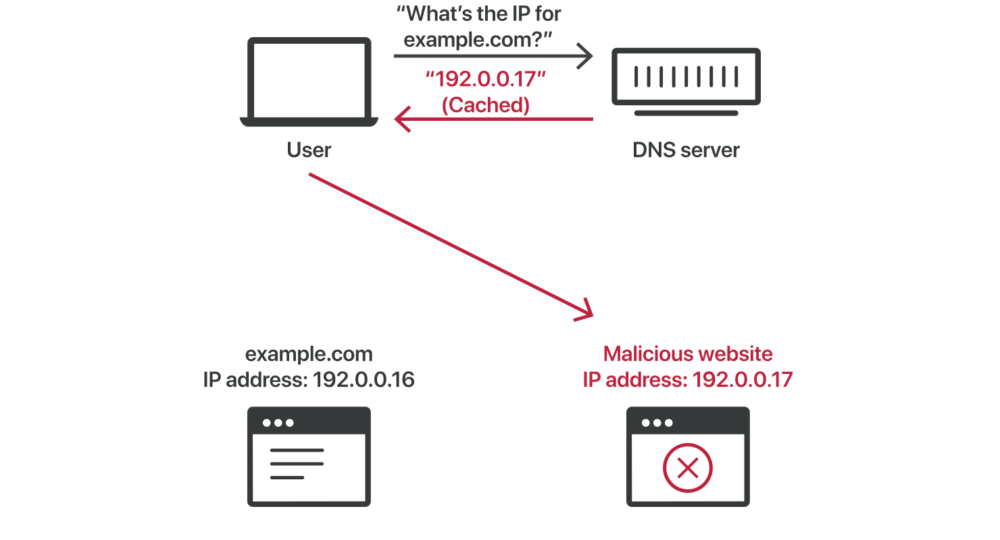 “What’s the IP for
example.com?”
“192.0.0.17”
(Cached)
User
DNS server
example.com
IP address: 192.0.0.16
Malicious website
IP address: 192.0.0.17